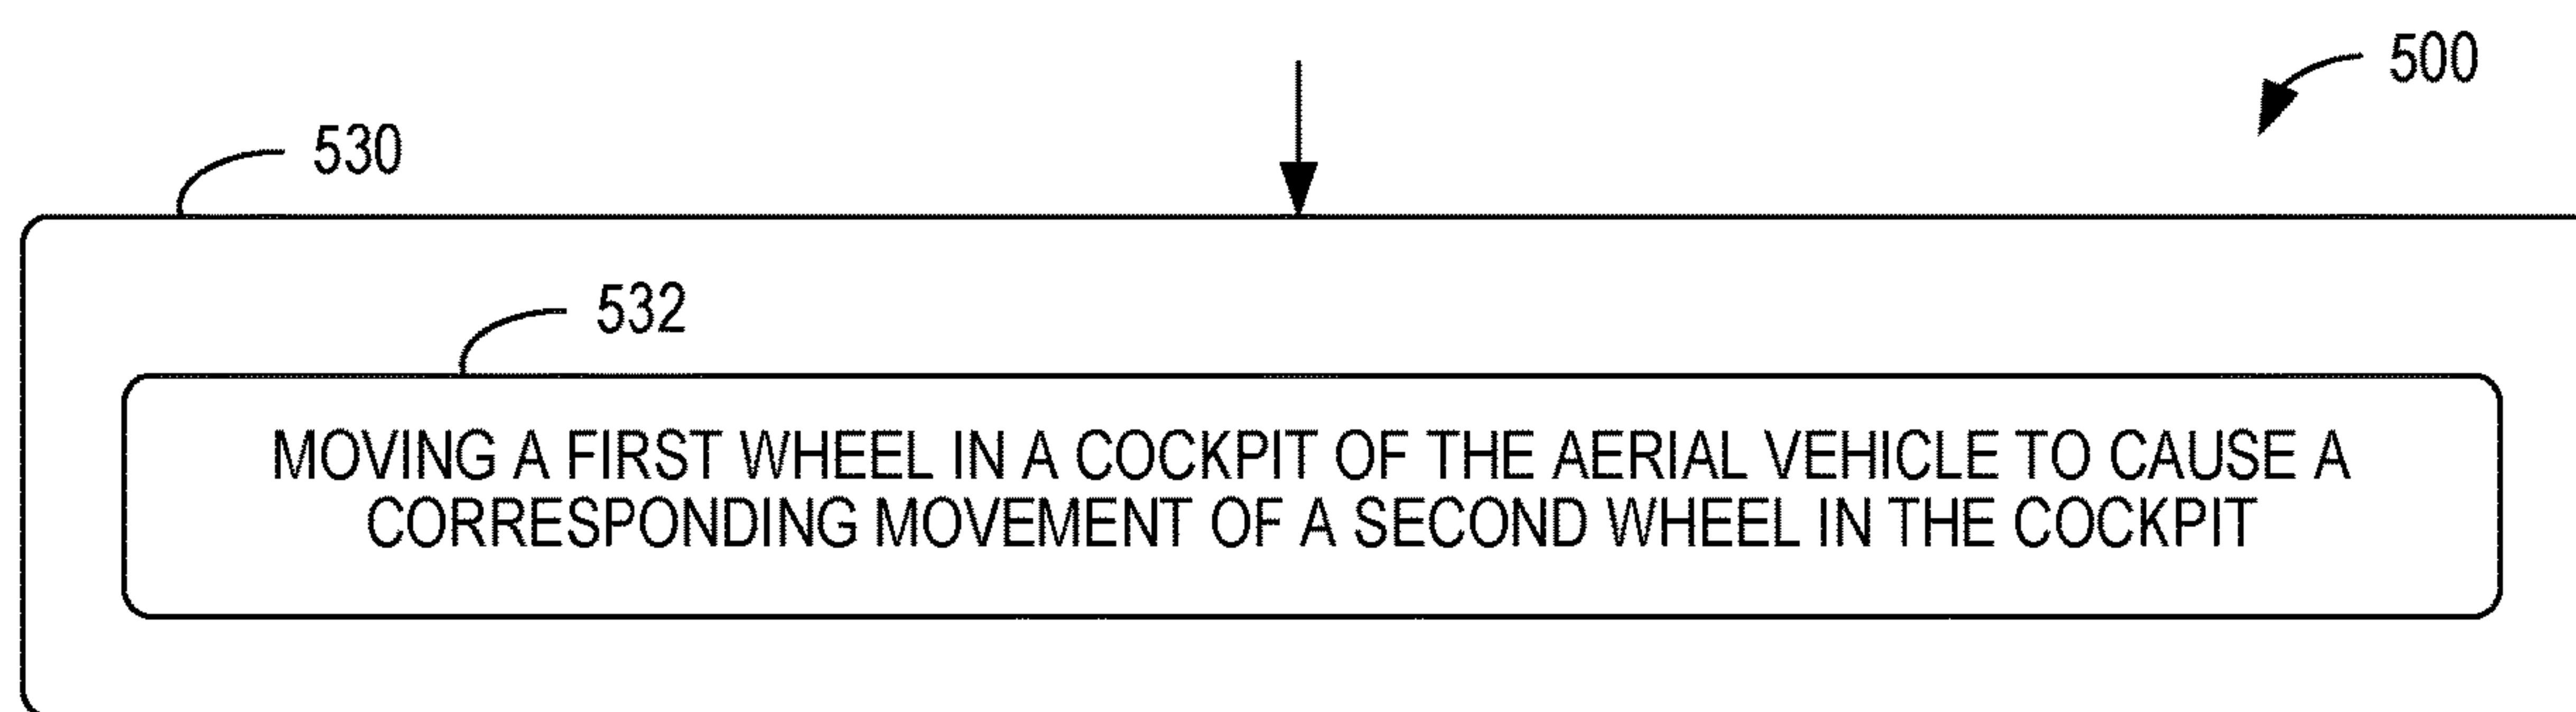 500
530
532
MOVING A FIRST WHEEL IN A COCKPIT OF THE AERIAL VEHICLE TO CAUSE A
CORRESPONDING MOVEMENT OF A SECOND WHEEL IN THE COCKPIT